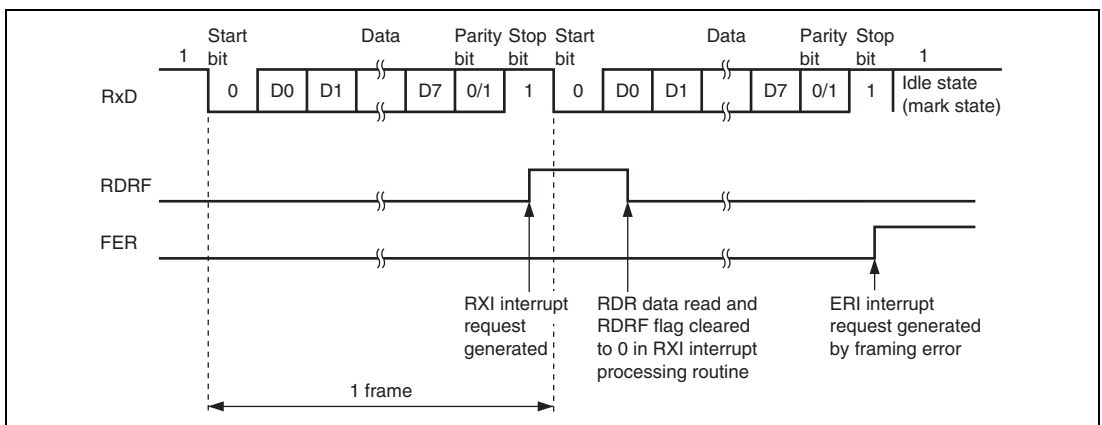 Start Data Parity Stop Start Data Parity Stop
1 bit bit bit bit bit bit 1
RxD 0 D0 D1 D7 0/1 1 0 D0 D1 D7 0/1 1 Idle state
(mark state)
RDRF
FER
RXI interrupt
request
generated
RDR data read and
RDRF flag cleared
to 0 in RXI interrupt
processing routine
ERI interrupt
request generated
by framing error
1 frame